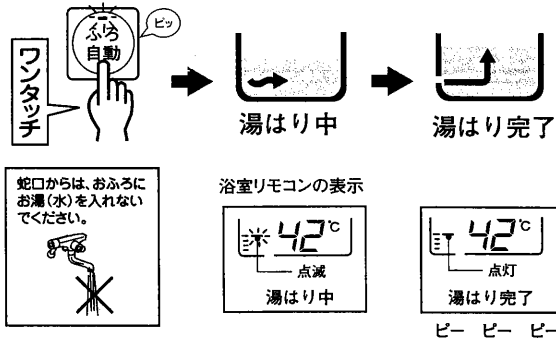 ふろ
自動
ピッ
ワンタッチ
湯はり中
湯はり完了
蛇口からは、おふろに
お湯(水)を入れない
でください。
浴室リモコンの表示
42℃
点滅
湯はり中
42℃
点灯
湯はり完了
ピー ピー ピー